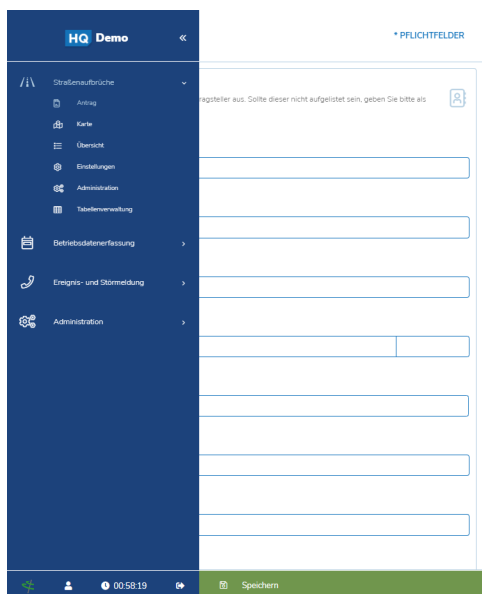 HQ Demo
* PFLICHTFELDER
Straßenaufbrüche
ragsteller aus. Sollte dieser nicht aufgelistet sein, geben Sie bitte als
Antrag
Karte
Übersicht
Einstellungen
Administration
Tabellenverwaltung
Betriebsdatenerfassung
Ereignis- und Störmeldung
Administration
00:58:19
Speichern